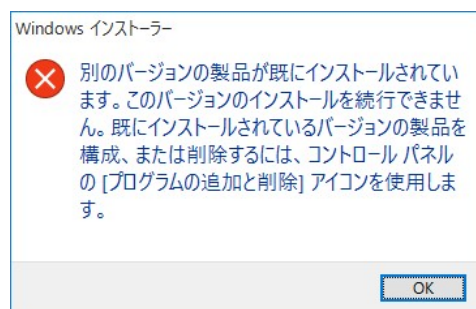 Windows インストーラー
別のバージョンの製品が既にインストールされてい
ます。このバージョンのインストールを続行できませ
ん。既にインストールされているバージョンの製品を
構成、または削除するには、コントロール パネル
の [プログラムの追加と削除] アイコンを使用しま
す。
OK